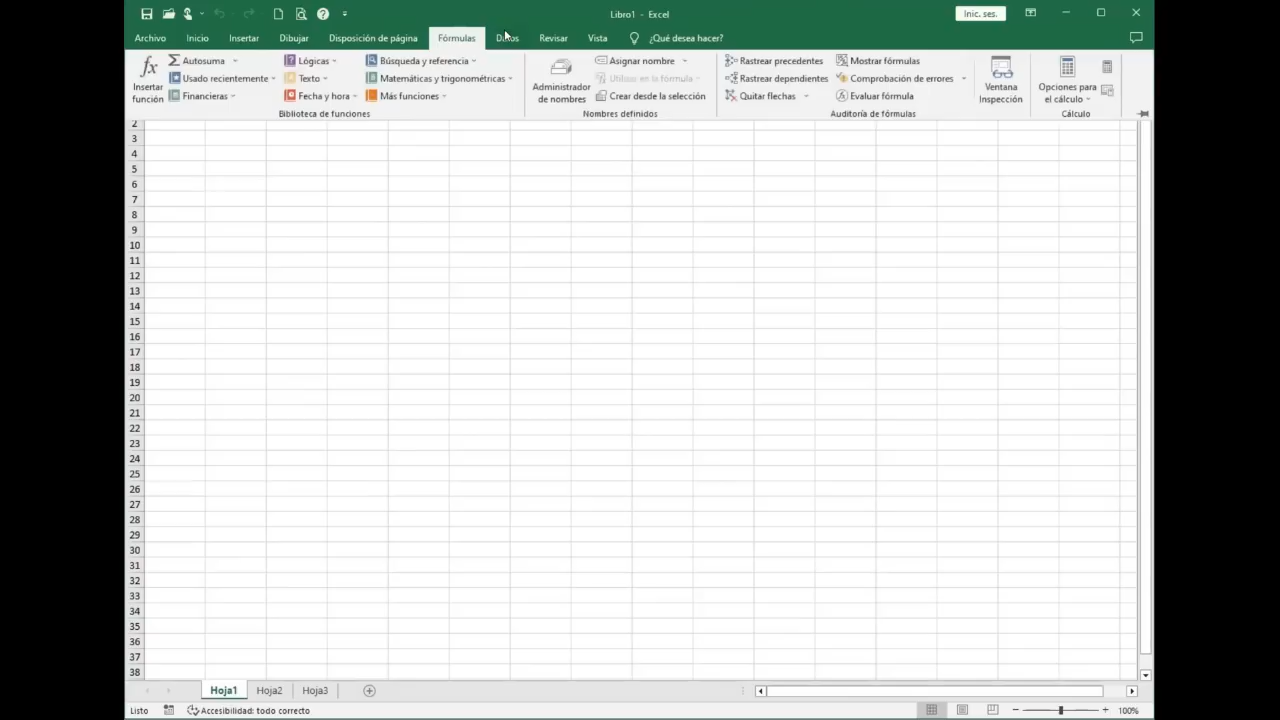 Libro1 - Excel
Inic. ses.
Archivo Inicio Insertar Dibujar Disposición de página Fórmulas Datos Revisar Vista ¿Qué desea hacer?
Insertar función
Autosuma
Usado recientemente
Financieras
Lógicas
Texto
Fecha y hora
Búsqueda y referencia
Matemáticas y trigonométricas
Más funciones
Biblioteca de funciones
Administrador de nombres
Asignar nombre
Utilizar en la fórmula
Crear desde la selección
Nombres definidos
Rastrear precedentes
Rastrear dependientes
Quitar flechas
Mostrar fórmulas
Comprobación de errores
Evaluar fórmula
Auditoría de fórmulas
Ventana Inspección
Opciones para el cálculo
Cálculo
2
3
4
5
6
7
8
9
10
11
12
13
14
15
16
17
18
19
20
21
22
23
24
25
26
27
28
29
30
31
32
33
34
35
36
37
38
Hoja1 Hoja2 Hoja3
Listo Accesibilidad: todo correcto 100%